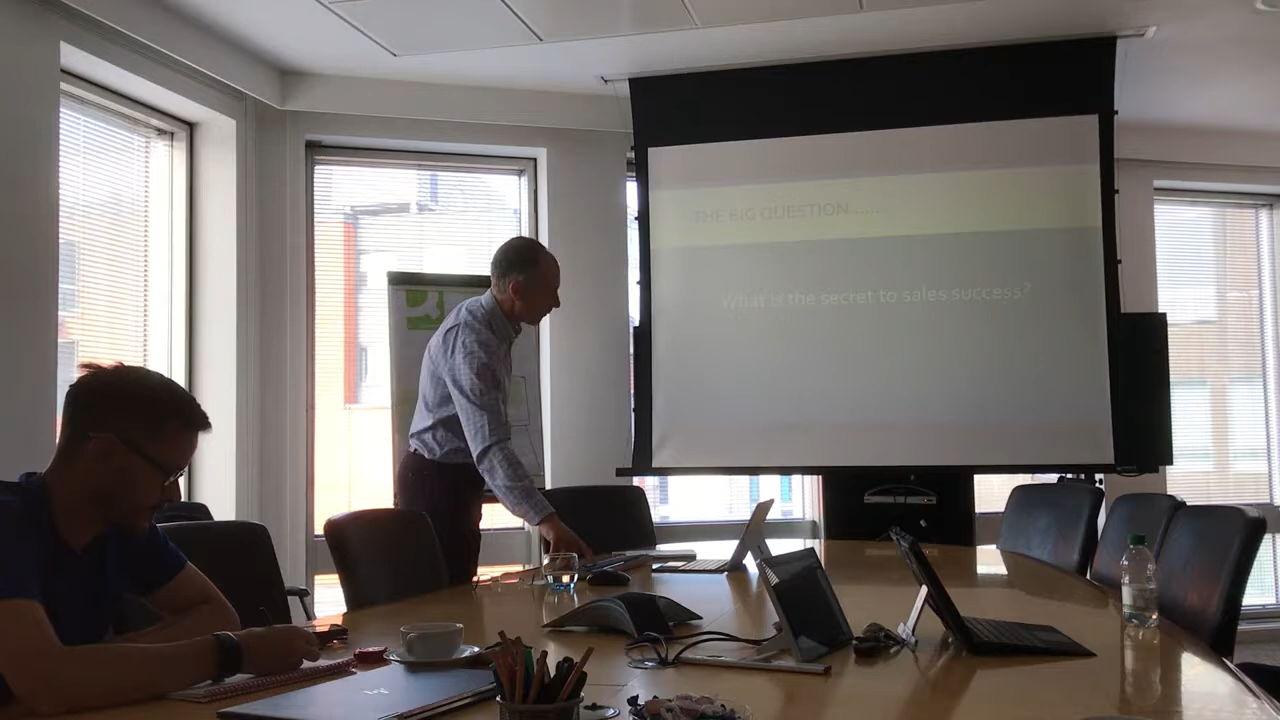 THE BIG QUESTION......
What is the secret to sales success?